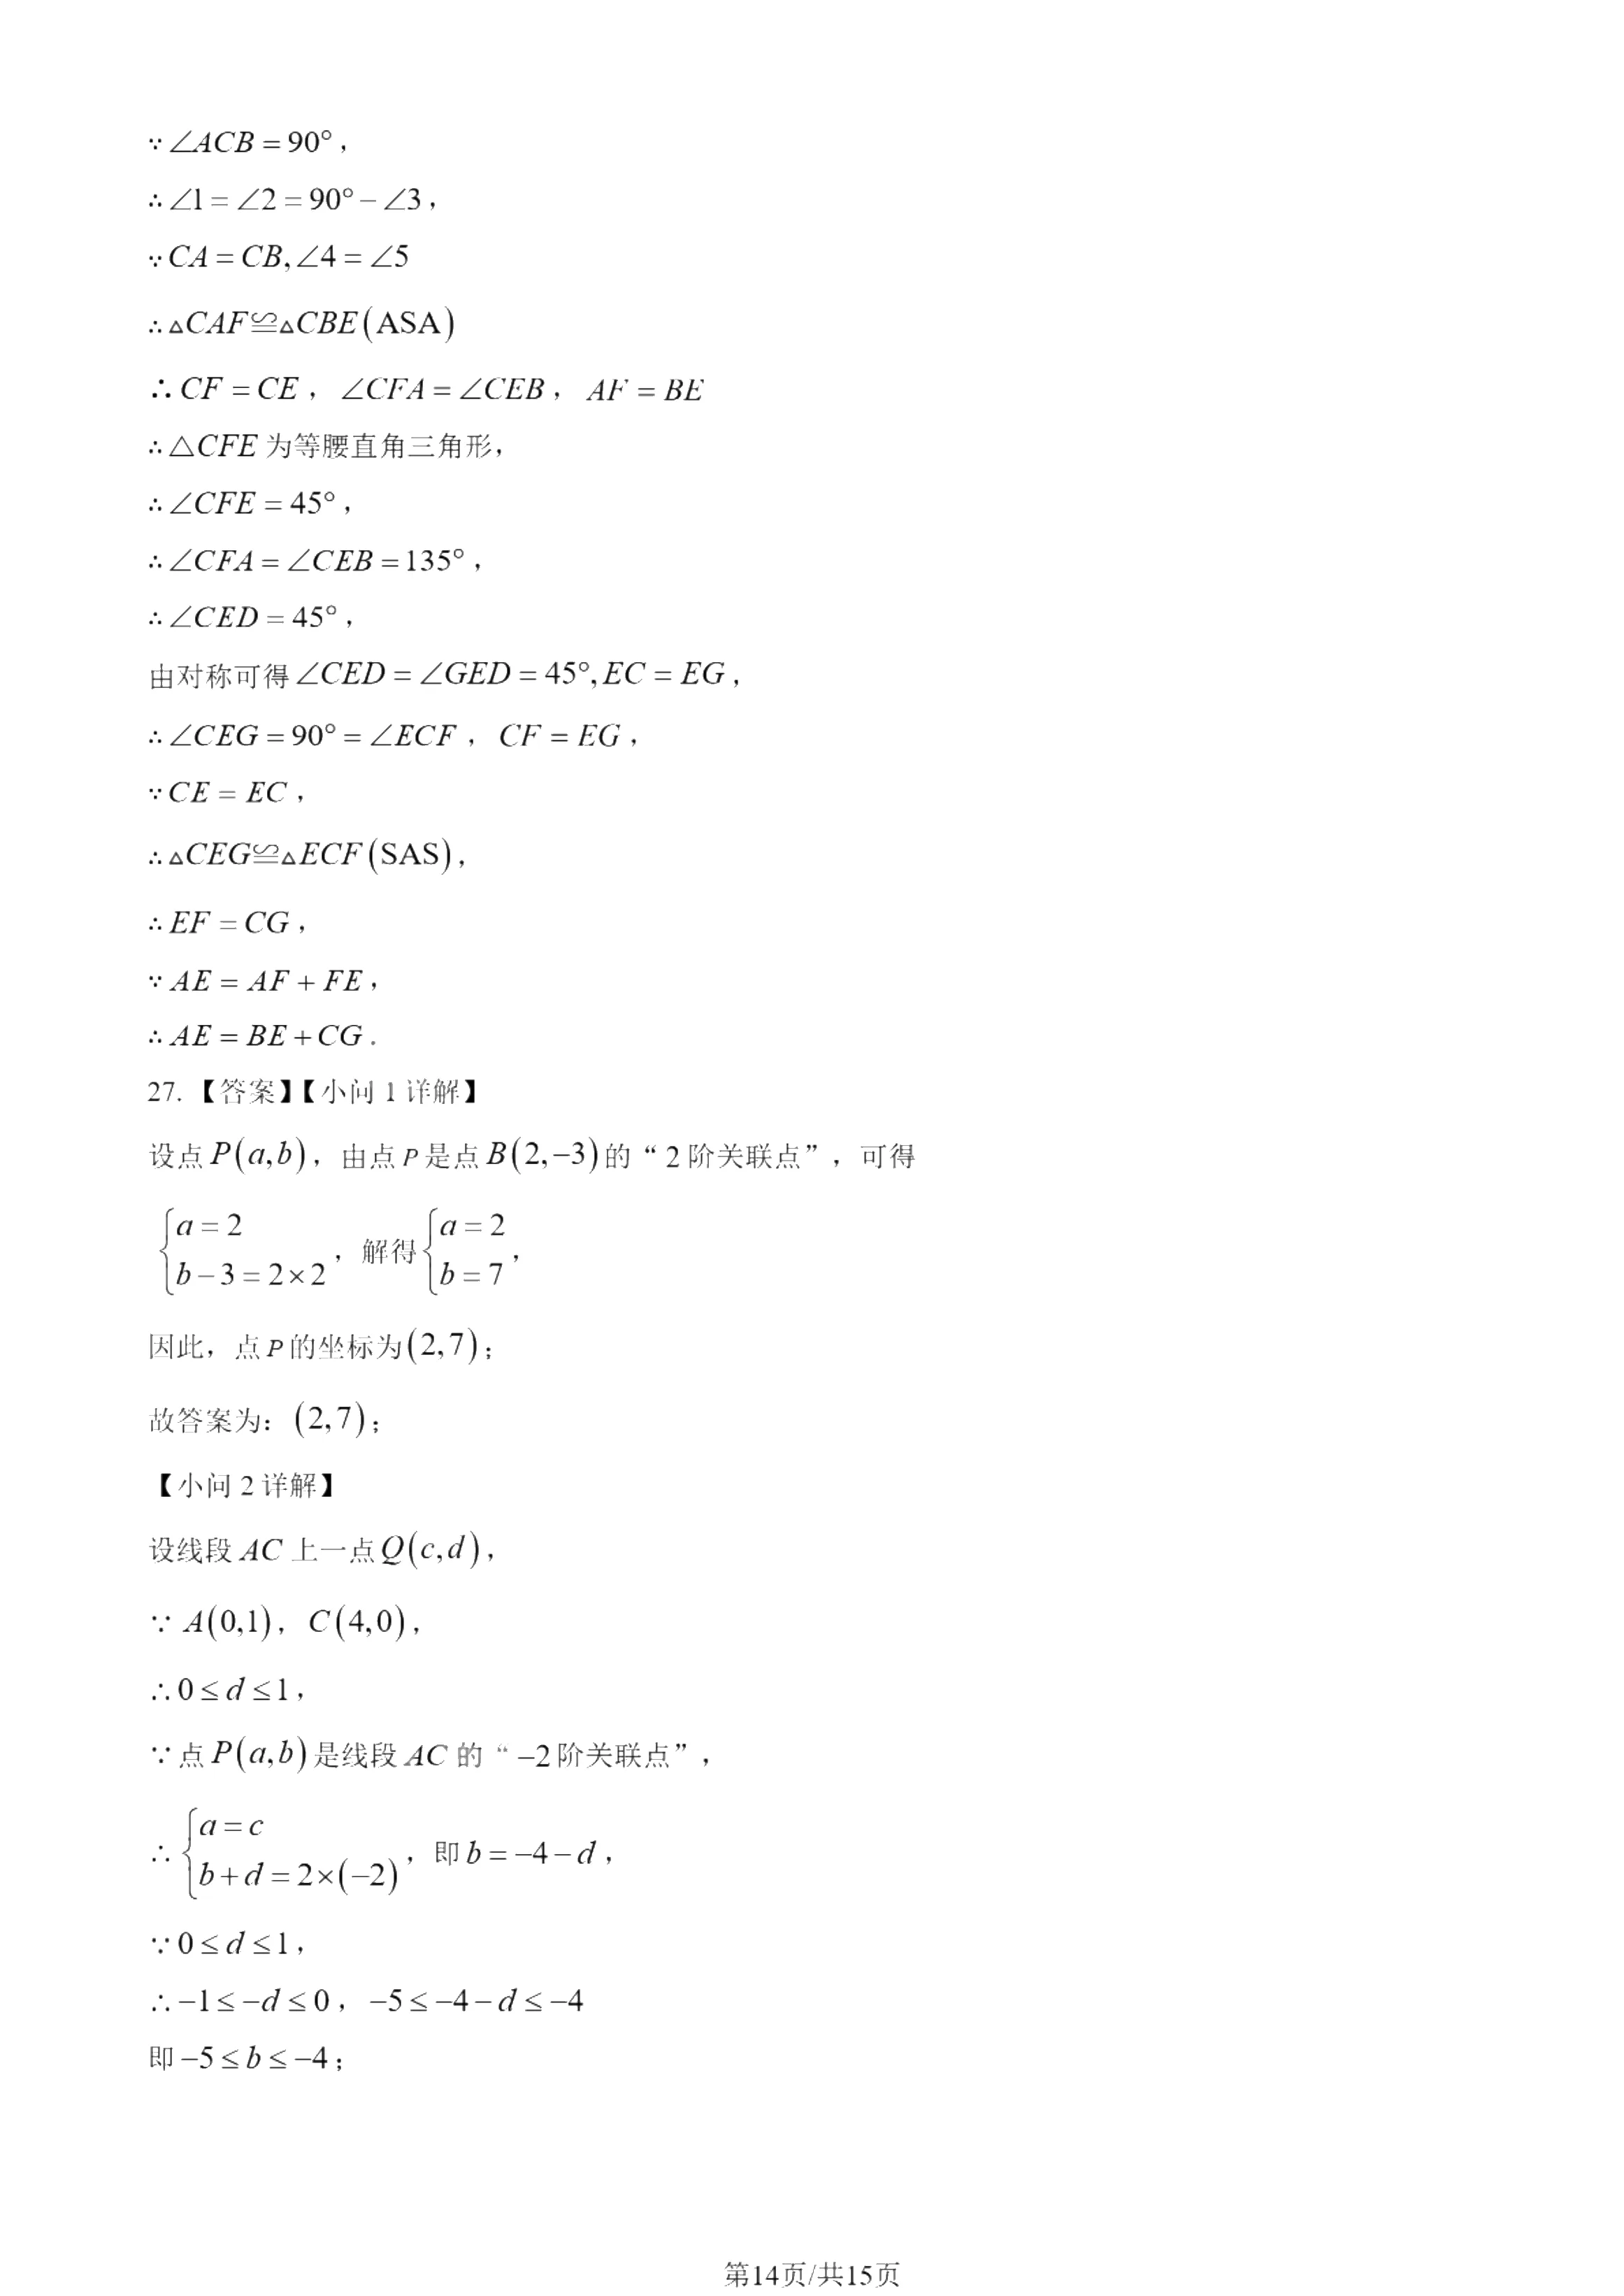 ∵∠ACB = 90°，
∴∠1 = ∠2 = 90° − ∠3，
∵CA = CB, ∠4 = ∠5
∴△CAF≌△CBE(ASA)
∴CF = CE， ∠CFA = ∠CEB， AF = BE
∴△CFE 为等腰直角三角形，
∴∠CFE = 45°，
∴∠CFA = ∠CEB = 135°，
∴∠CED = 45°，
由对称可得∠CED = ∠GED = 45°, EC = EG，
∴∠CEG = 90° = ∠ECF， CF = EG，
∵CE = EC，
∴△CEG≌△ECF(SAS)，
∴EF = CG，
∵AE = AF + FE，
∴AE = BE + CG．
27. 【答案】【小问 1 详解】
设点 P(a,b)，由点 P 是点 B(2,−3)的“ 2 阶关联点”，可得
{a = 2 b − 3 = 2×2，解得{a = 2 b = 7，
因此，点 P 的坐标为(2,7)；
故答案为：(2,7)；
【小问 2 详解】
设线段 AC 上一点 Q(c,d)，
∵ A(0,1)，C(4,0)，
∴0 ≤ d ≤ 1，
∵点 P(a,b)是线段 AC 的“ −2 阶关联点”，
∴{a = c b + d = 2×(−2)，即 b = −4 − d，
∵0 ≤ d ≤ 1，
∴−1 ≤ −d ≤ 0，−5 ≤ −4 − d ≤ −4
即 −5 ≤ b ≤ −4；
第14页/共15页